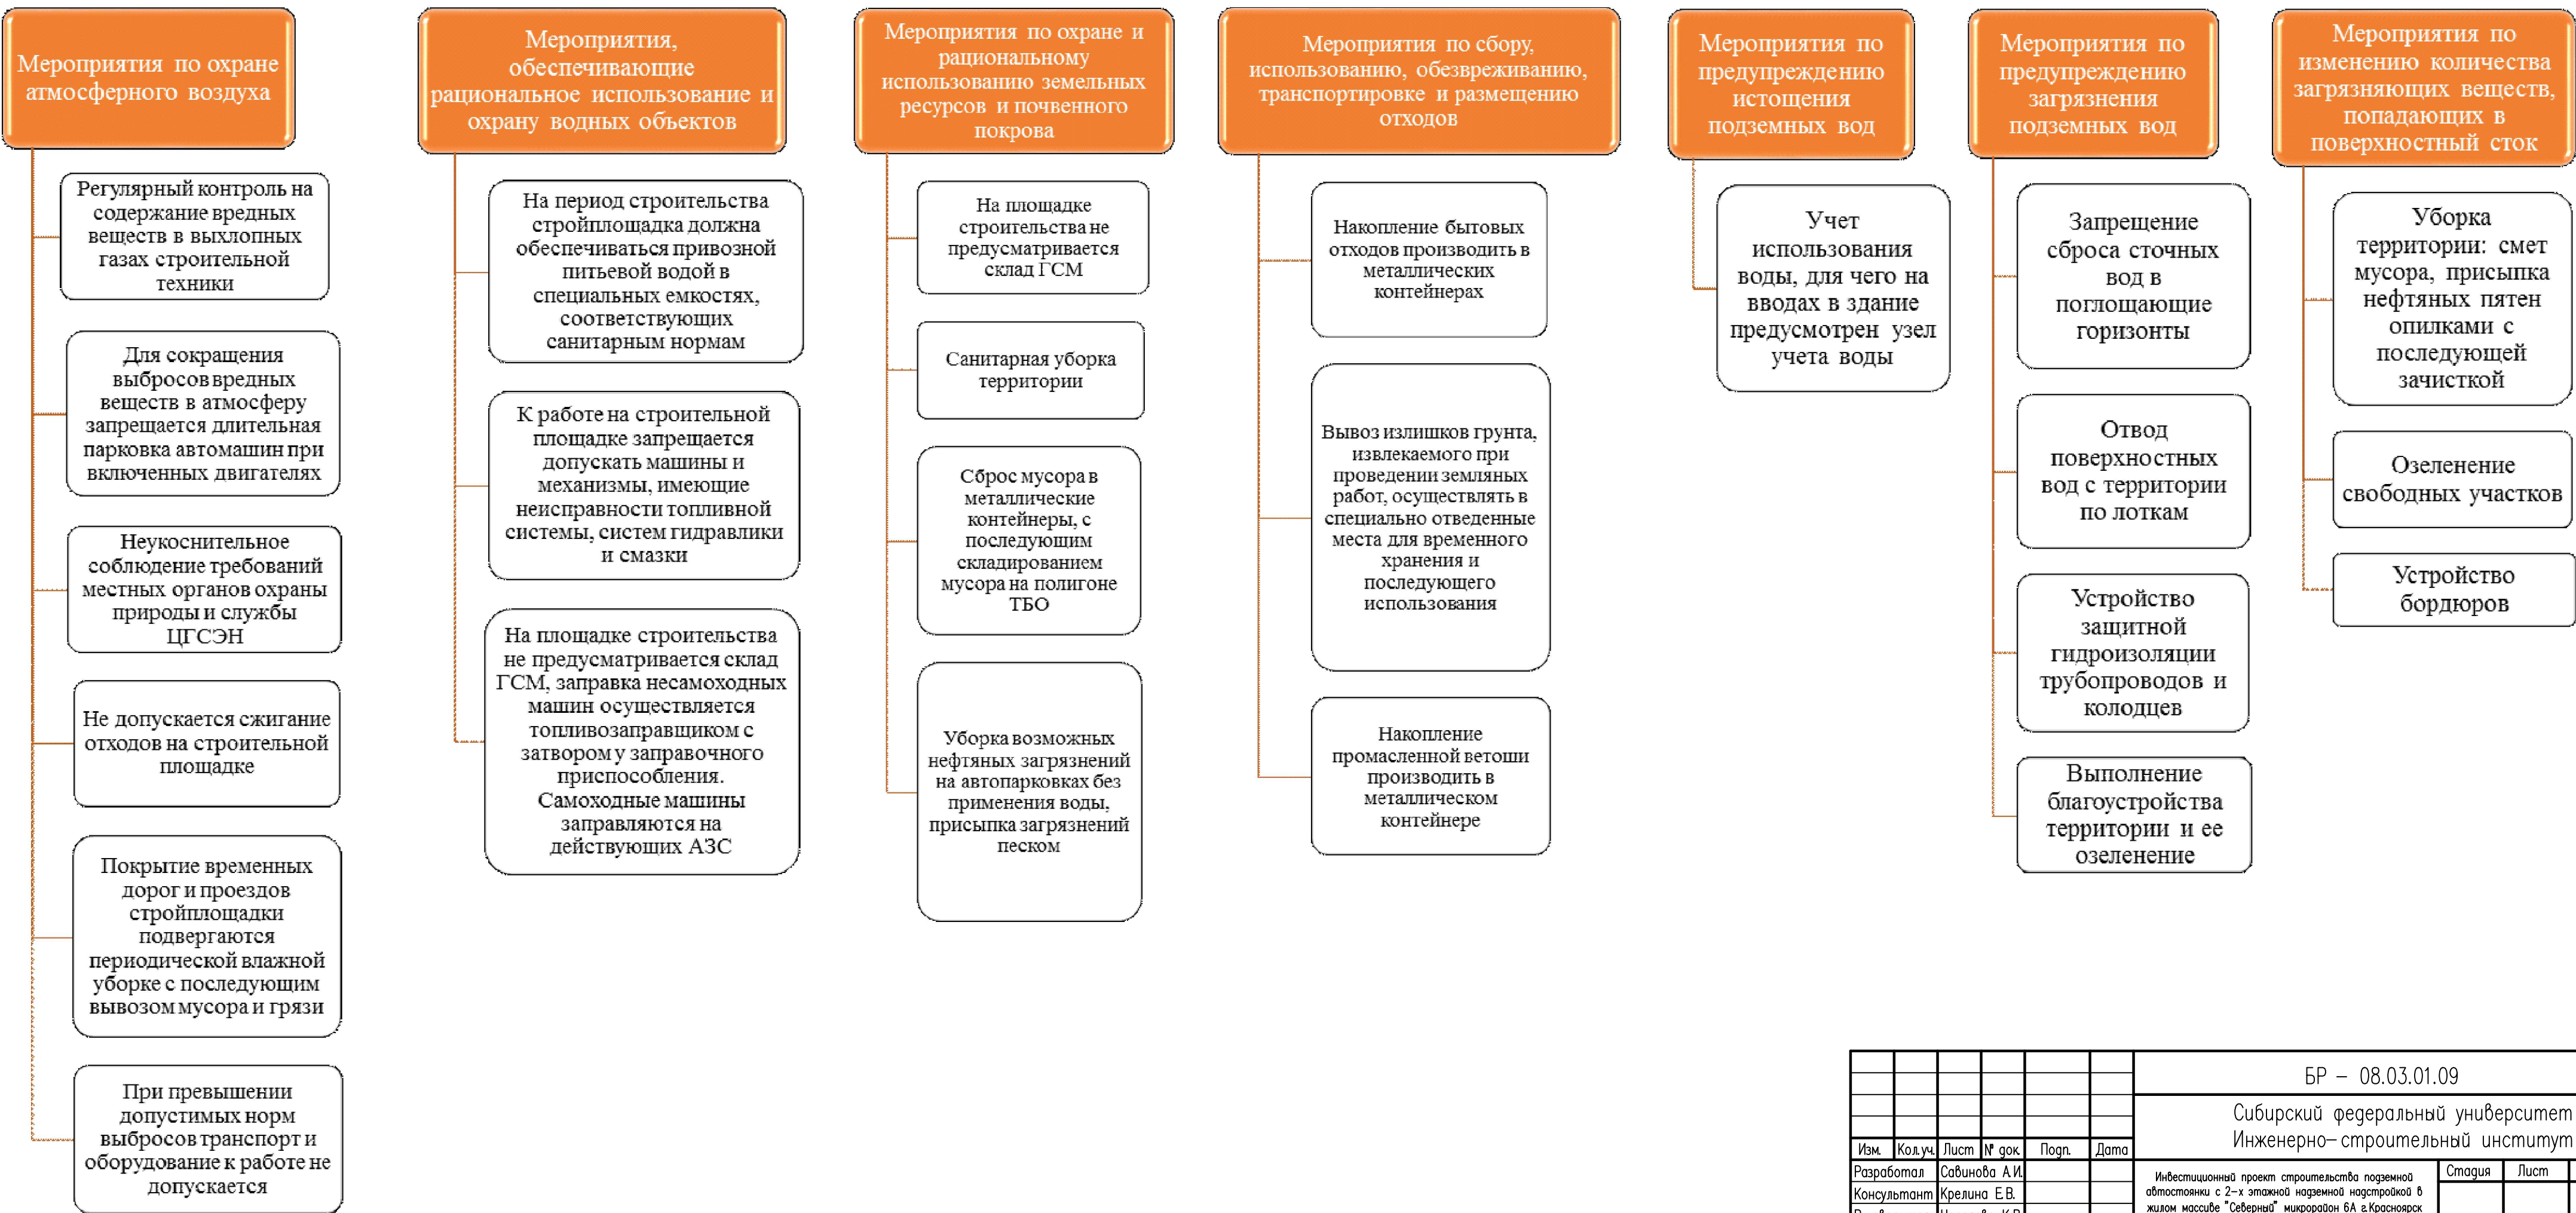 Мероприятия по охране
атмосферного воздуха
Регулярный контроль на
содержание вредных
веществ в выхлопных
газах строительной
техники
Для сокращения
выбросов вредных
веществ в атмосферу
запрещается длительная
парковка автомашин при
включенных двигателях
Неукоснительное
соблюдение требований
местных органов охраны
природы и службы
ЦГСЭН
Не допускается сжигание
отходов на строительной
площадке
Покрытие временных
дорог и проездов
стройплощадки
подвергаются
периодической влажной
уборке с последующим
вывозом мусора и грязи
При превышении
допустимых норм
выбросов транспорт и
оборудование к работе не
допускается
Мероприятия,
обеспечивающие
рациональное использование и
охрану водных объектов
На период строительства
стройплощадка должна
обеспечиваться привозной
питьевой водой в
специальных емкостях,
соответствующих
санитарным нормам
К работе на строительной
площадке запрещается
допускать машины и
механизмы, имеющие
неисправности топливной
системы, систем гидравлики
и смазки
На площадке строительства
не предусматривается склад
ГСМ, заправка несамоходных
машин осуществляется
топливозаправщиком с
затвором у заправочного
приспособления.
Самоходные машины
заправляются на
действующих АЗС
Мероприятия по охране и
рациональному
использованию земельных
ресурсов и почвенного
покрова
На площадке
строительства не
предусматривается
склад ГСМ
Санитарная уборка
территории
Сброс мусора в
металлические
контейнеры, с
последующим
складированием
мусора на полигоне
ТБО
Уборка возможных
нефтяных загрязнений
на автопарковках без
применения воды,
присыпка загрязнений
песком
Мероприятия по сбору,
использованию, обезвреживанию,
транспортировке и размещению
отходов
Накопление бытовых
отходов производить в
металлических
контейнерах
Вывоз излишков грунта,
извлекаемого при
проведении земляных
работ, осуществлять в
специально отведенные
места для временного
хранения и
последующего
использования
Накопление
промасленной ветоши
производить в
металлическом
контейнере
Мероприятия по
предупреждению
истощения
подземных вод
Учет
использования
воды, для чего на
вводах в здание
предусмотрен узел
учета воды
Мероприятия по
предупреждению
загрязнения
подземных вод
Запрещение
сброса сточных
вод в
поглощающие
горизонты
Отвод
поверхностных
вод с территории
по лоткам
Устройство
защитной
гидроизоляции
трубопроводов и
колодцев
Выполнение
благоустройства
территории и ее
озеленение
Мероприятия по
изменению количества
загрязняющих веществ,
попадающих в
поверхностный сток
Уборка
территории: смет
мусора, присыпка
нефтяных пятен
опилками с
последующей
зачисткой
Озеленение
свободных участков
Устройство
бордюров
БР – 08.03.01.09
Сибирский федеральный университет
Инженерно-строительный институт
Изм. Кол.уч. Лист № док. Подп. Дата
Разработал Савинова А.И.
Консультант Крелина Е.В.
Инвестиционный проект строительства подземной
автостоянки с 2-х этажной надземной надстройкой в
жилом массиве "Северный" микрорайон 6А г.Красноярск
Стадия Лист